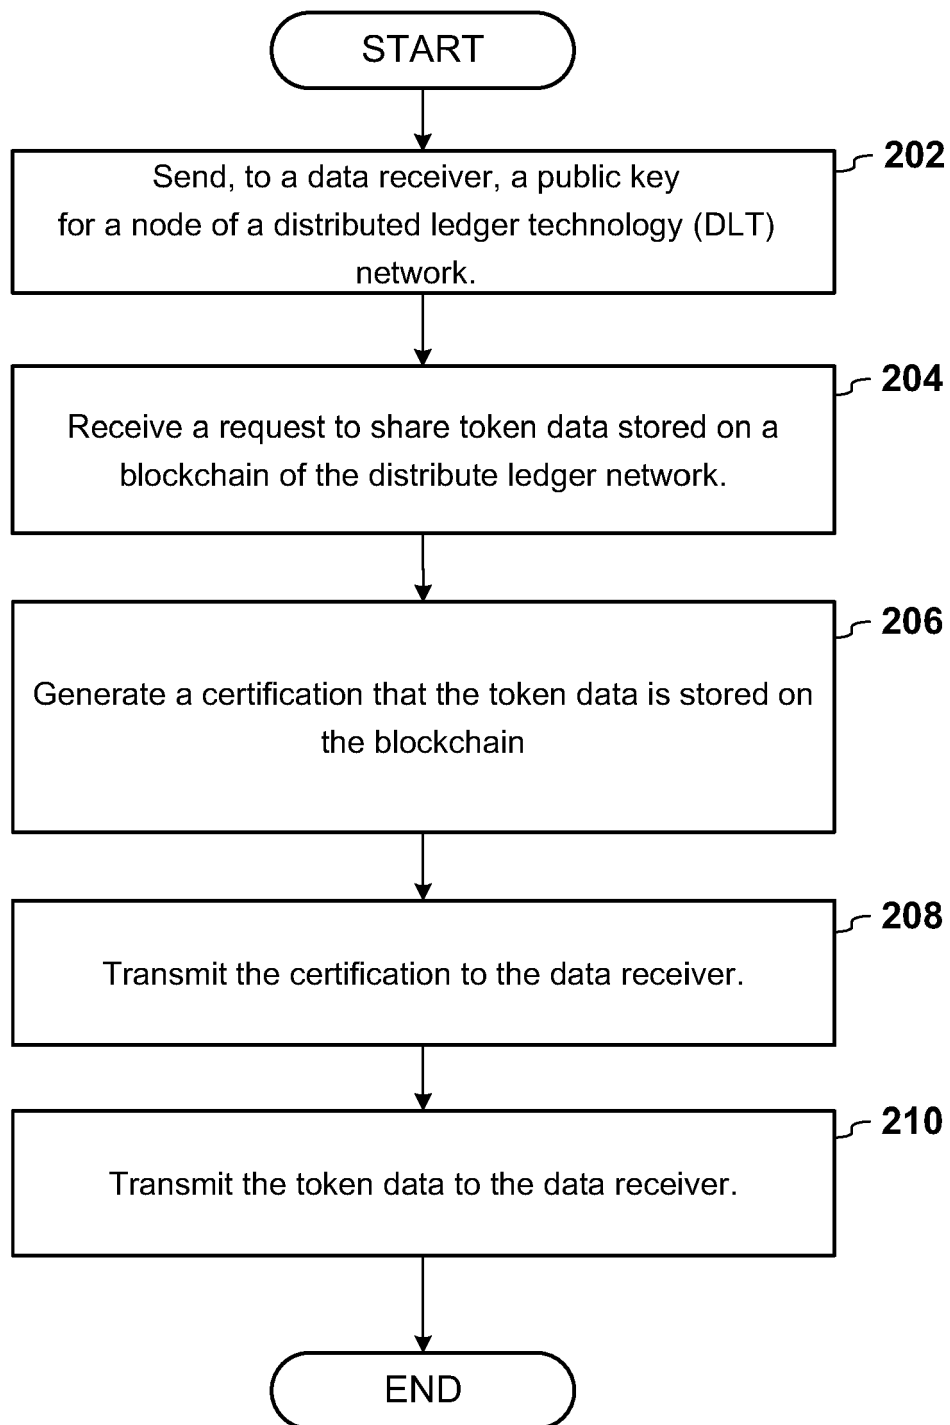 START
202
Send, to a data receiver, a public key
for a node of a distributed ledger technology (DLT)
network.
204
Receive a request to share token data stored on a
blockchain of the distribute ledger network.
206
Generate a certification that the token data is stored on
the blockchain
208
Transmit the certification to the data receiver.
210
Transmit the token data to the data receiver.
END